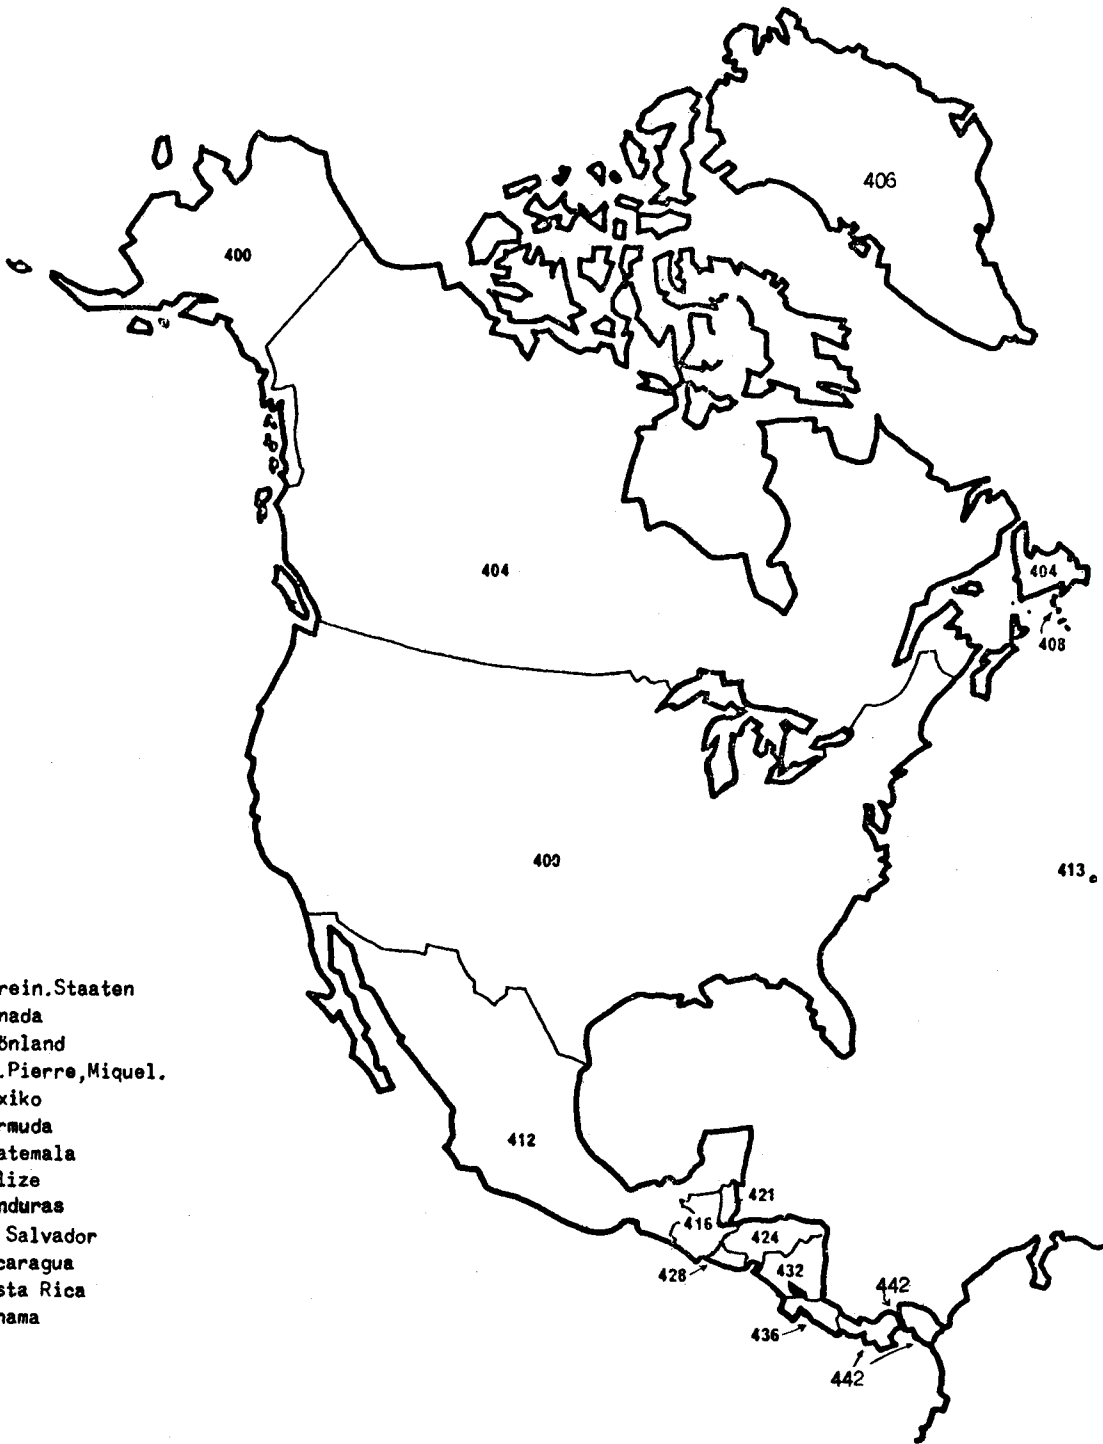 406
400
404
404
408
400
413
rein.Staaten
nada
önland
.Pierre,Miquel.
xiko
rmuda
atemala
lize
nduras
Salvador
caragua
sta Rica
nama
412
421
416
424
428
432
442
436
442